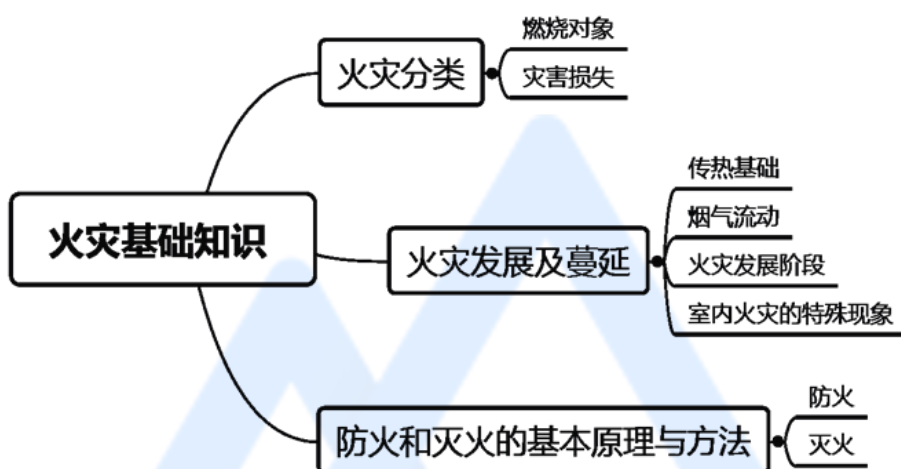 火灾基础知识
火灾分类
燃烧对象
灾害损失
火灾发展及蔓延
传热基础
烟气流动
火灾发展阶段
室内火灾的特殊现象
防火和灭火的基本原理与方法
防火
灭火